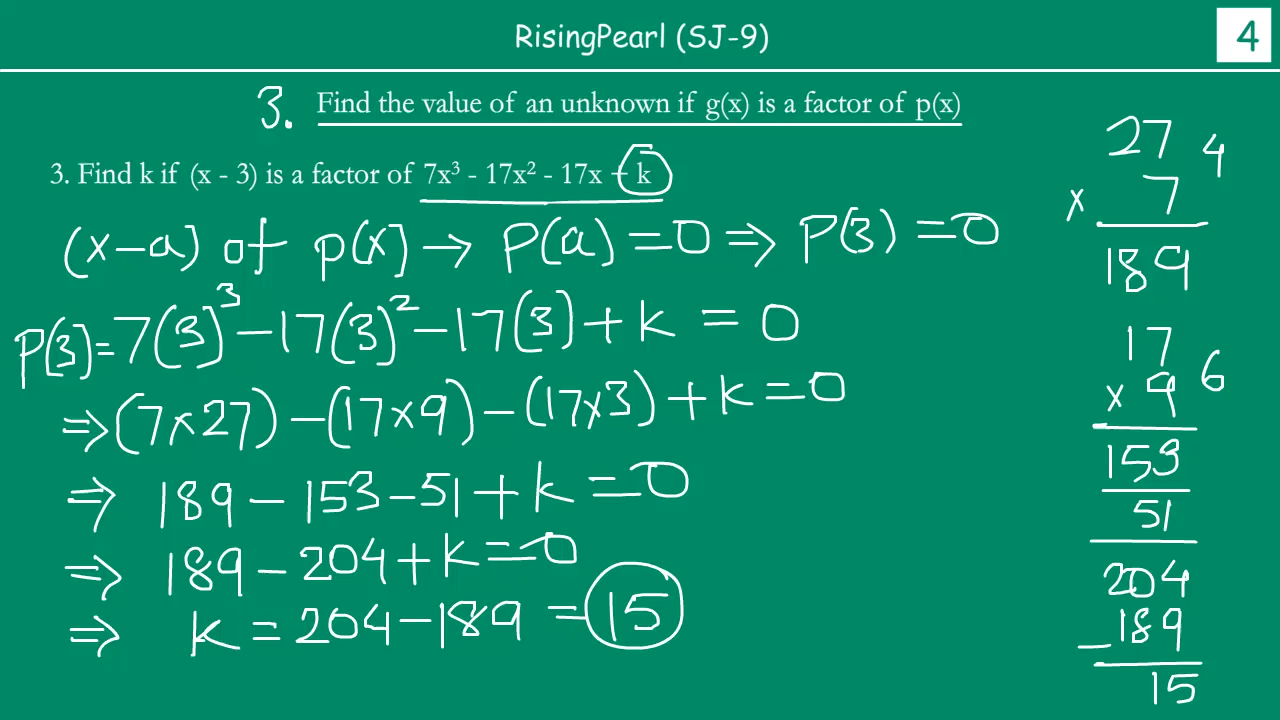 RisingPearl (SJ-9)
4
3. Find the value of an unknown if g(x) is a factor of p(x)
3. Find k if (x - 3) is a factor of 7x³ - 17x² - 17x + k
(x-a) of p(x) → P(a) = 0 ⇒ P(3) = 0
P(3) = 7(3)³ - 17(3)² - 17(3) + k = 0
⇒ (7×27) - (17×9) - (17×3) + k = 0
⇒ 189 - 153 - 51 + k = 0
⇒ 189 - 204 + k = 0
⇒ k = 204 - 189 = 15
27 4
× 7
189
17
× 9 6
153
51
204
- 189
15